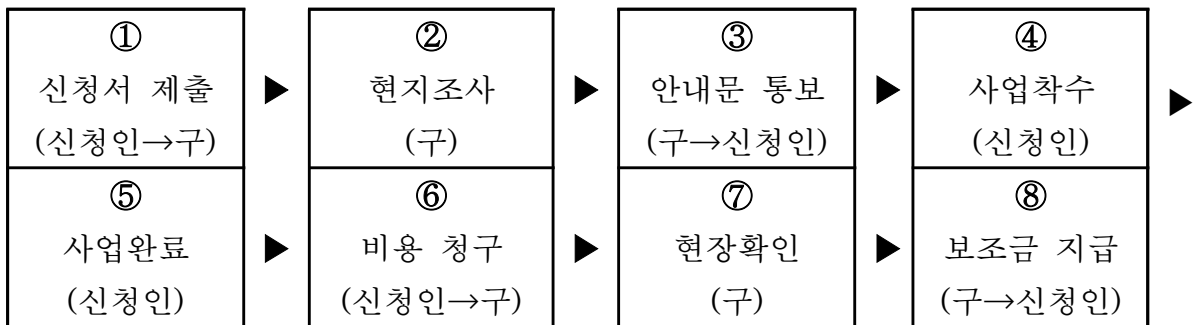 ①
신청서 제출
(신청인→구)
▶
②
현지조사
(구)
▶
③
안내문 통보
(구→신청인)
▶
④
사업착수
(신청인)
▶
⑤
사업완료
(신청인)
▶
⑥
비용 청구
(신청인→구)
▶
⑦
현장확인
(구)
▶
⑧
보조금 지급
(구→신청인)